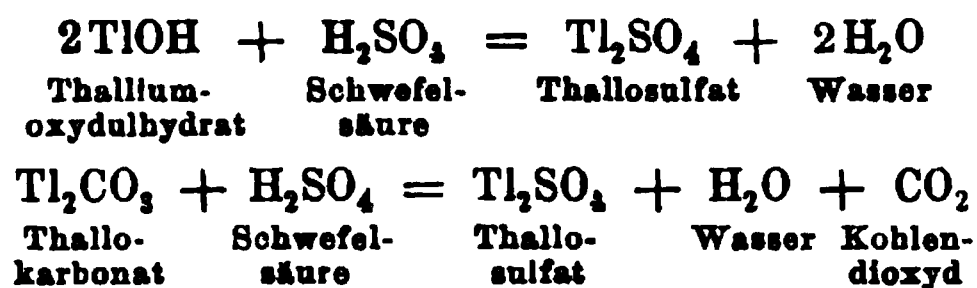 2TlOH + H₂SO₄ = Tl₂SO₄ + 2H₂O
Thallium- Schwefel- Thallosulfat Wasser
oxydulhydrat säure
Tl₂CO₃ + H₂SO₄ = Tl₂SO₄ + H₂O + CO₂
Thallo- Schwefel- Thallo- Wasser Kohlen-
karbonat säure sulfat dioxyd